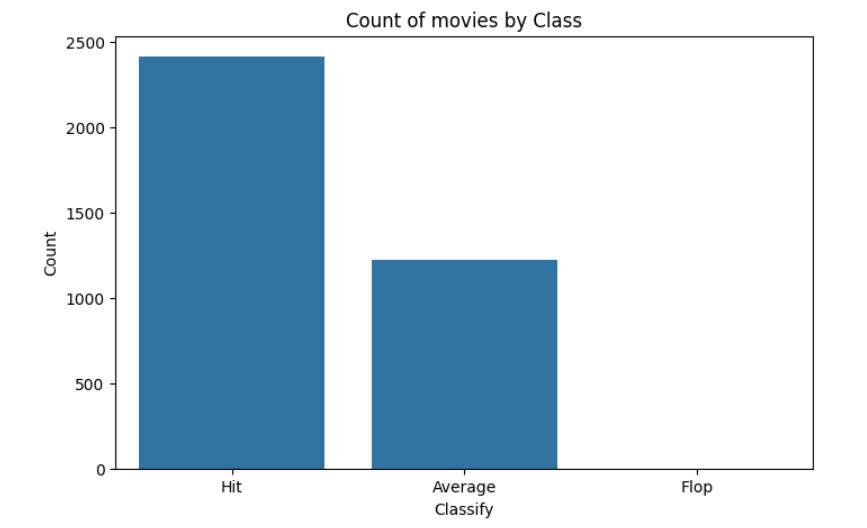 Count of movies by Class
2500
2000
1500
1000
500
0
Count
Hit Average Flop
Classify